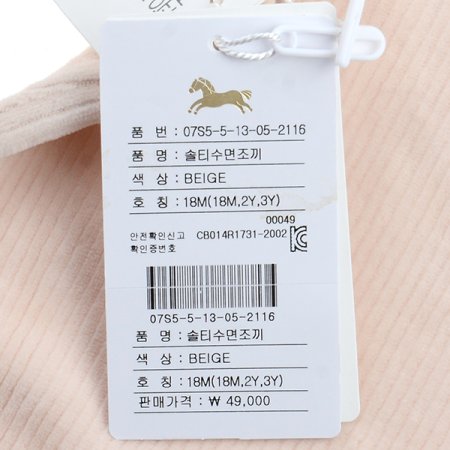 품 번 : 07S5-5-13-05-2116
품 명 : 솔티수면조끼
색 상 : BEIGE
호 칭 : 18M(18M,2Y,3Y)
00049
안전확인신고 CB014R1731-2002
확인증번호
07S5-5-13-05-2116
품 명 : 솔티수면조끼
색 상 : BEIGE
호 칭 : 18M(18M,2Y,3Y)
판매가격 : ₩ 49,000